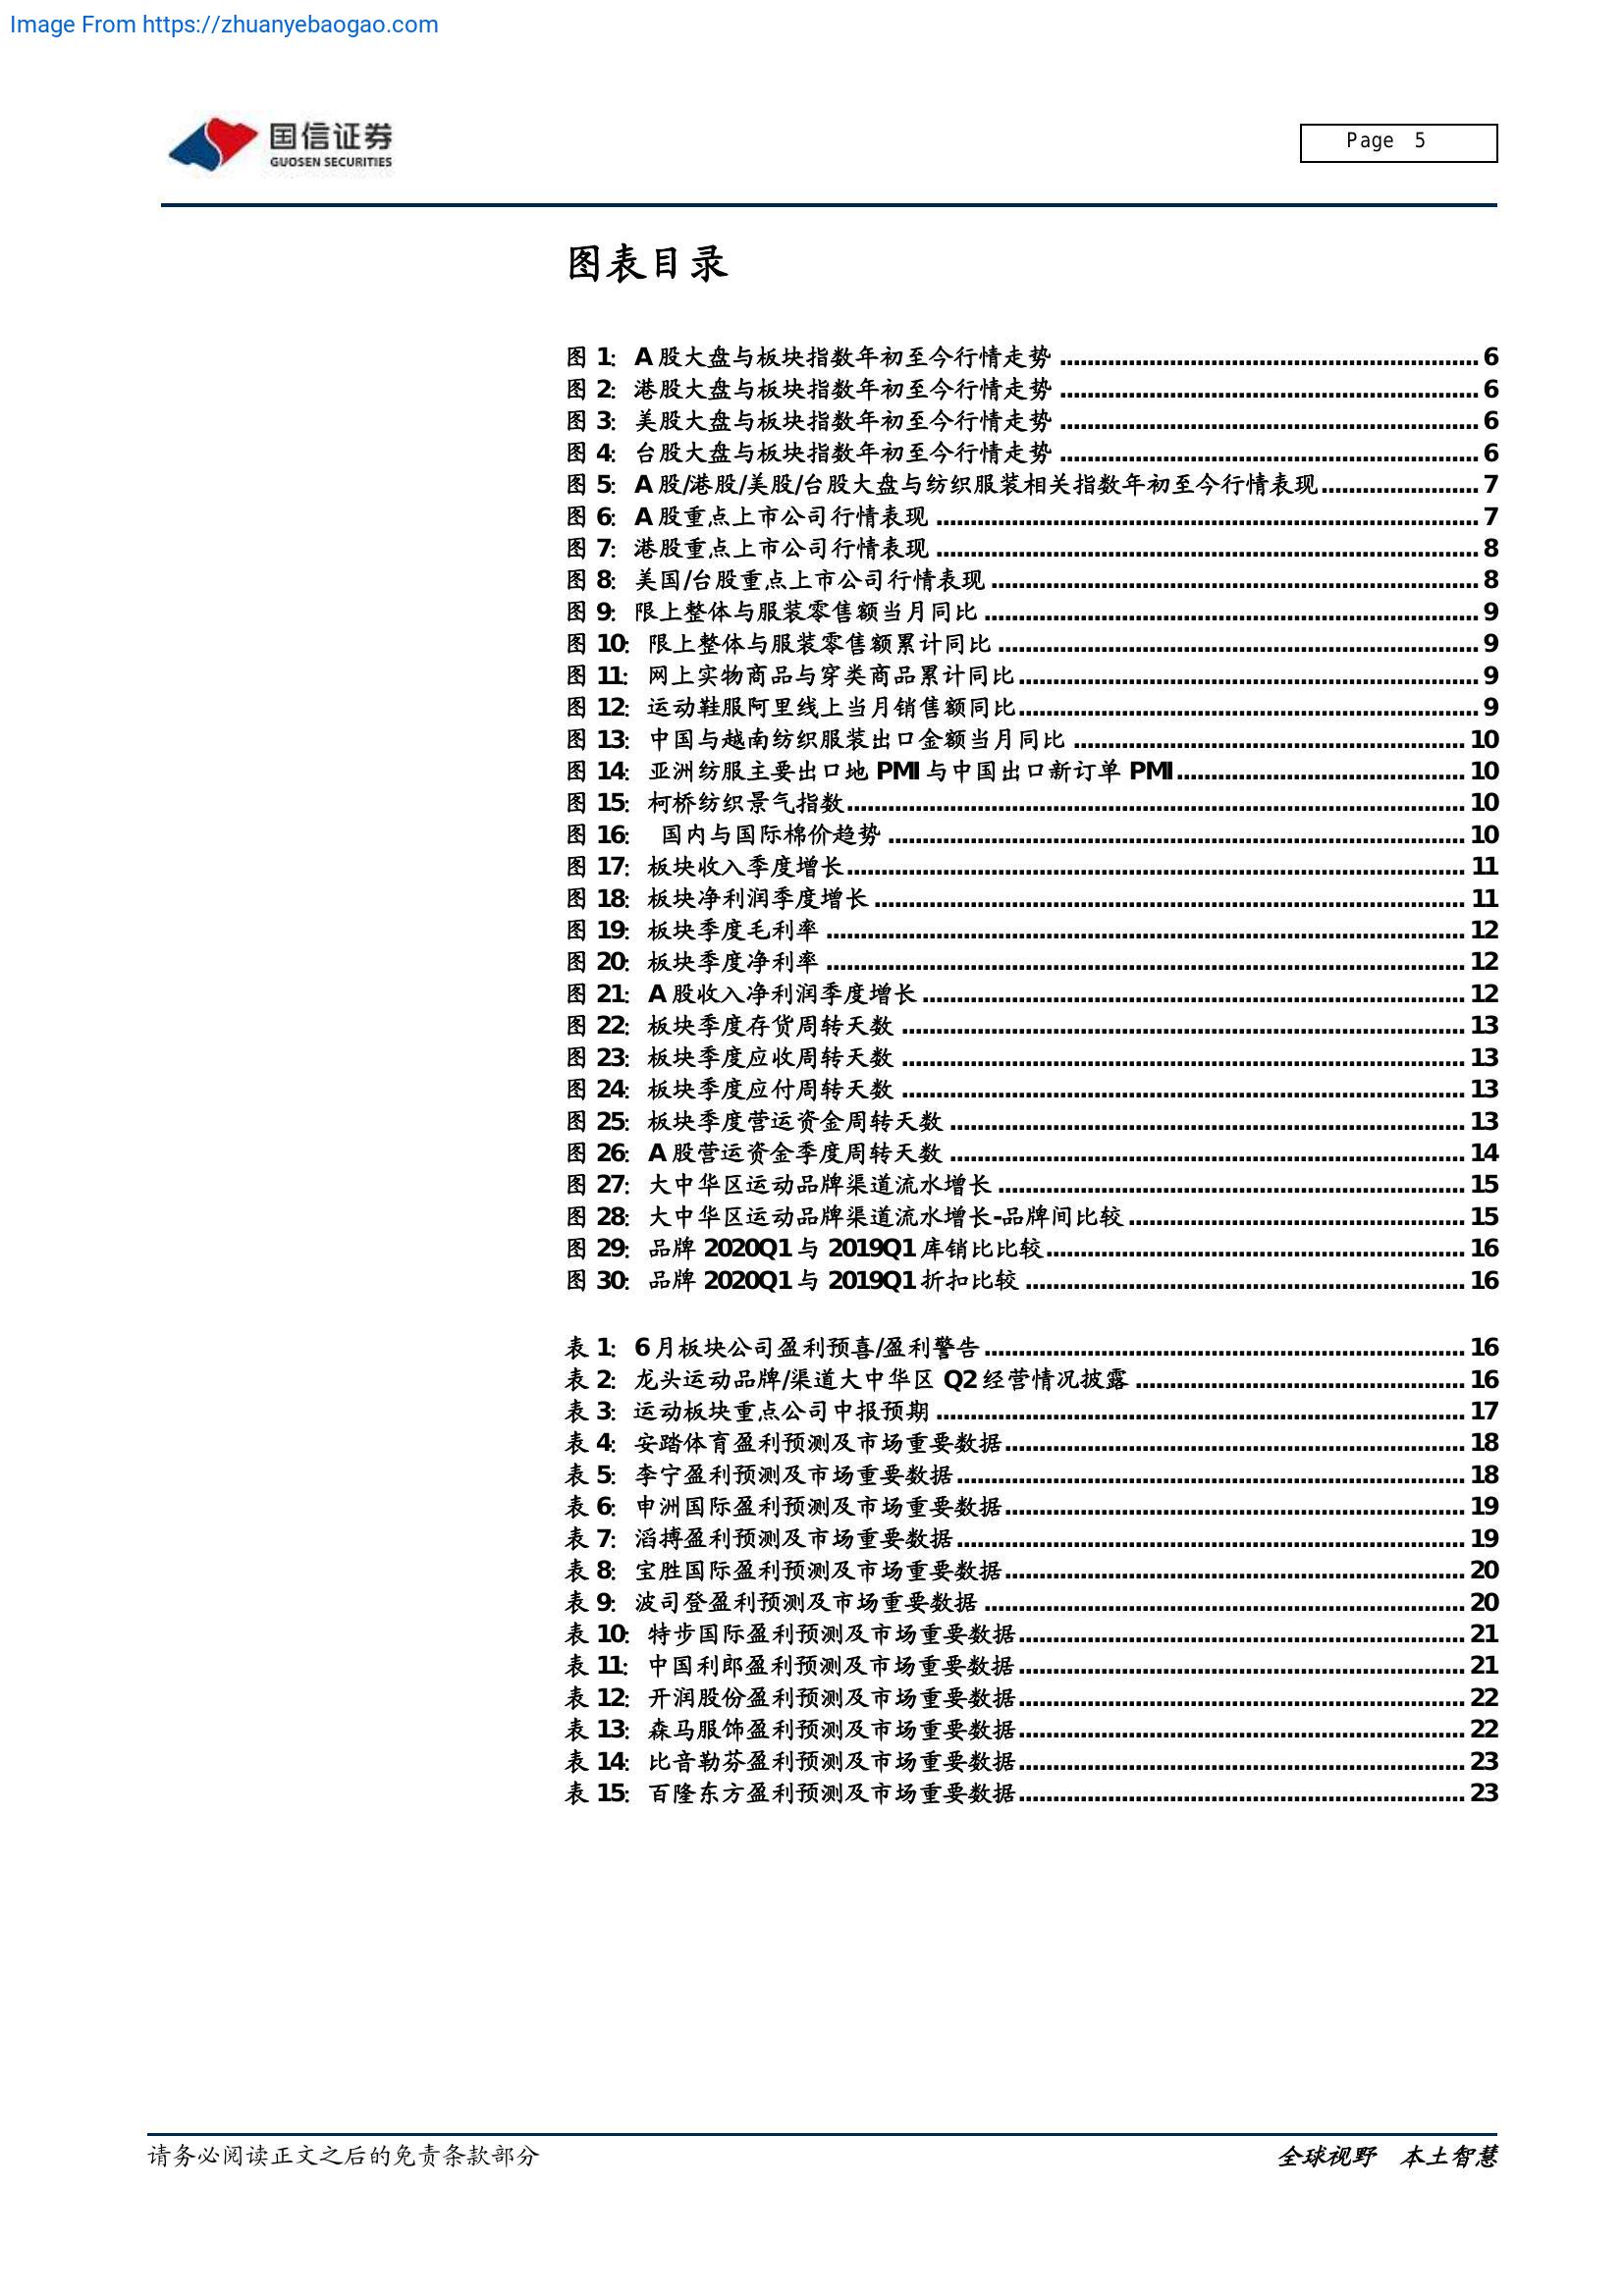 Image From https://zhuanyebaogao.com
国信证券
GUOSEN SECURITIES
Page 5
图表目录
图 1: A 股大盘与板块指数年初至今行情走势 6
图 2: 港股大盘与板块指数年初至今行情走势 6
图 3: 美股大盘与板块指数年初至今行情走势 6
图 4: 台股大盘与板块指数年初至今行情走势 6
图 5: A 股/港股/美股/台股大盘与纺织服装相关指数年初至今行情表现 7
图 6: A 股重点上市公司行情表现 7
图 7: 港股重点上市公司行情表现 8
图 8: 美国/台股重点上市公司行情表现 8
图 9: 限上整体与服装零售额当月同比 9
图 10: 限上整体与服装零售额累计同比 9
图 11: 网上实物商品与穿类商品累计同比 9
图 12: 运动鞋服阿里线上当月销售额同比 9
图 13: 中国与越南纺织服装出口金额当月同比 10
图 14: 亚洲纺服主要出口地 PMI 与中国出口新订单 PMI 10
图 15: 柯桥纺织景气指数 10
图 16: 国内与国际棉价趋势 10
图 17: 板块收入季度增长 11
图 18: 板块净利润季度增长 11
图 19: 板块季度毛利率 12
图 20: 板块季度净利率 12
图 21: A 股收入净利润季度增长 12
图 22: 板块季度存货周转天数 13
图 23: 板块季度应收周转天数 13
图 24: 板块季度应付周转天数 13
图 25: 板块季度营运资金周转天数 13
图 26: A 股营运资金季度周转天数 14
图 27: 大中华区运动品牌渠道流水增长 15
图 28: 大中华区运动品牌渠道流水增长-品牌间比较 15
图 29: 品牌 2020Q1 与 2019Q1 库销比比较 16
图 30: 品牌 2020Q1 与 2019Q1 折扣比较 16
表 1: 6 月板块公司盈利预喜/盈利警告 16
表 2: 龙头运动品牌/渠道大中华区 Q2 经营情况披露 16
表 3: 运动板块重点公司中报预期 17
表 4: 安踏体育盈利预测及市场重要数据 18
表 5: 李宁盈利预测及市场重要数据 18
表 6: 申洲国际盈利预测及市场重要数据 19
表 7: 滔搏盈利预测及市场重要数据 19
表 8: 宝胜国际盈利预测及市场重要数据 20
表 9: 波司登盈利预测及市场重要数据 20
表 10: 特步国际盈利预测及市场重要数据 21
表 11: 中国利郎盈利预测及市场重要数据 21
表 12: 开润股份盈利预测及市场重要数据 22
表 13: 森马服饰盈利预测及市场重要数据 22
表 14: 比音勒芬盈利预测及市场重要数据 23
表 15: 百隆东方盈利预测及市场重要数据 23
请务必阅读正文之后的免责条款部分
全球视野 本土智慧